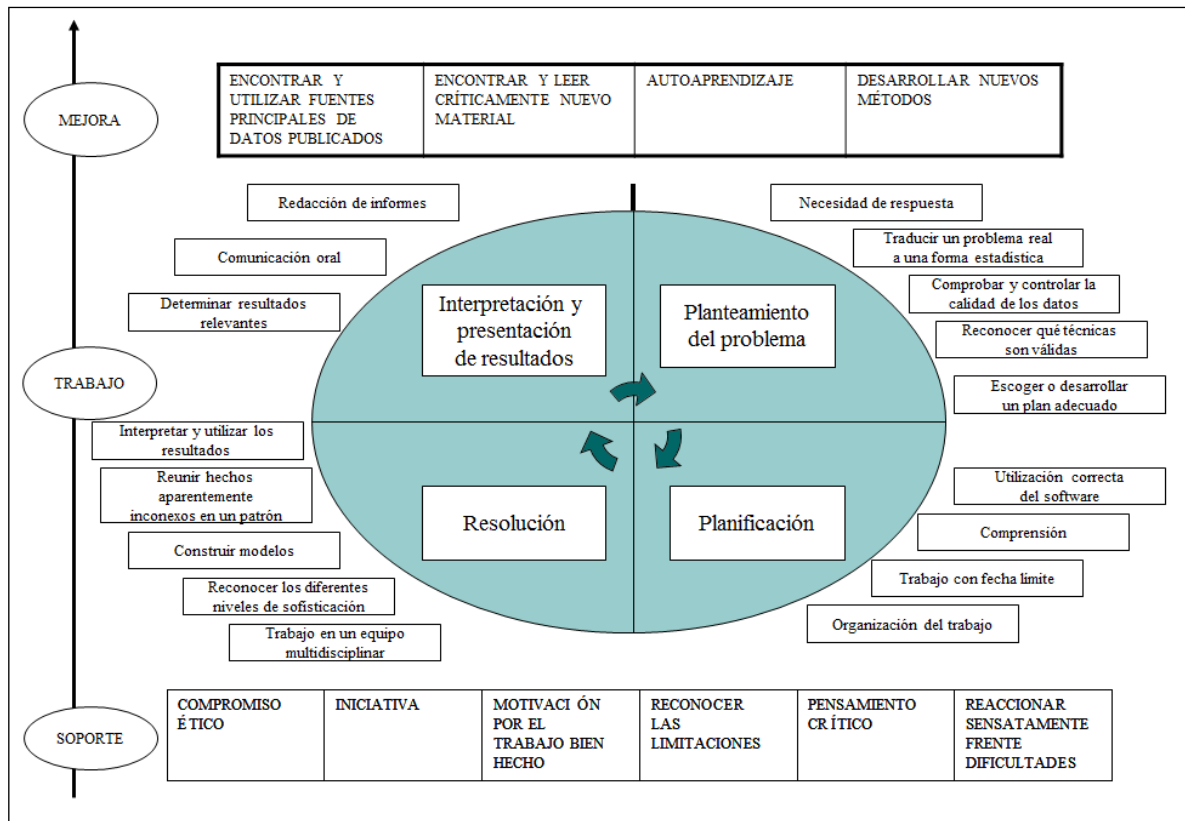 MEJORA
ENCONTRAR Y
UTILIZAR FUENTES
PRINCIPALES DE
DATOS PUBLICADOS
ENCONTRAR Y LEER
CRÍTICAMENTE NUEVO
MATERIAL
AUTOAPRENDIZAJE
DESARROLLAR NUEVOS
MÉTODOS
Redacción de informes
Comunicación oral
Determinar resultados
relevantes
Necesidad de respuesta
Traducir un problema real
a una forma estadística
Comprobar y controlar la
calidad de los datos
Reconocer qué técnicas
son válidas
Escoger o desarrollar
un plan adecuado
Interpretación y
presentación
de resultados
Planteamiento
del problema
TRABAJO
Interpretar y utilizar los
resultados
Reunir hechos
aparentemente
inconexos en un patrón
Construir modelos
Reconocer los diferentes
niveles de sofisticación
Trabajo en un equipo
multidisciplinar
Resolución
Planificación
Utilización correcta
del software
Comprensión
Trabajo con fecha limite
Organización del trabajo
SOPORTE
COMPROMISO
ÉTICO
INICIATIVA
MOTIVACI ÓN
POR EL
TRABAJO BIEN
HECHO
RECONOCER
LAS
LIMITACIONES
PENSAMIENTO
CR ÍTICO
REACCIONAR
SENSATAMENTE
FRENTE
DIFICULTADES